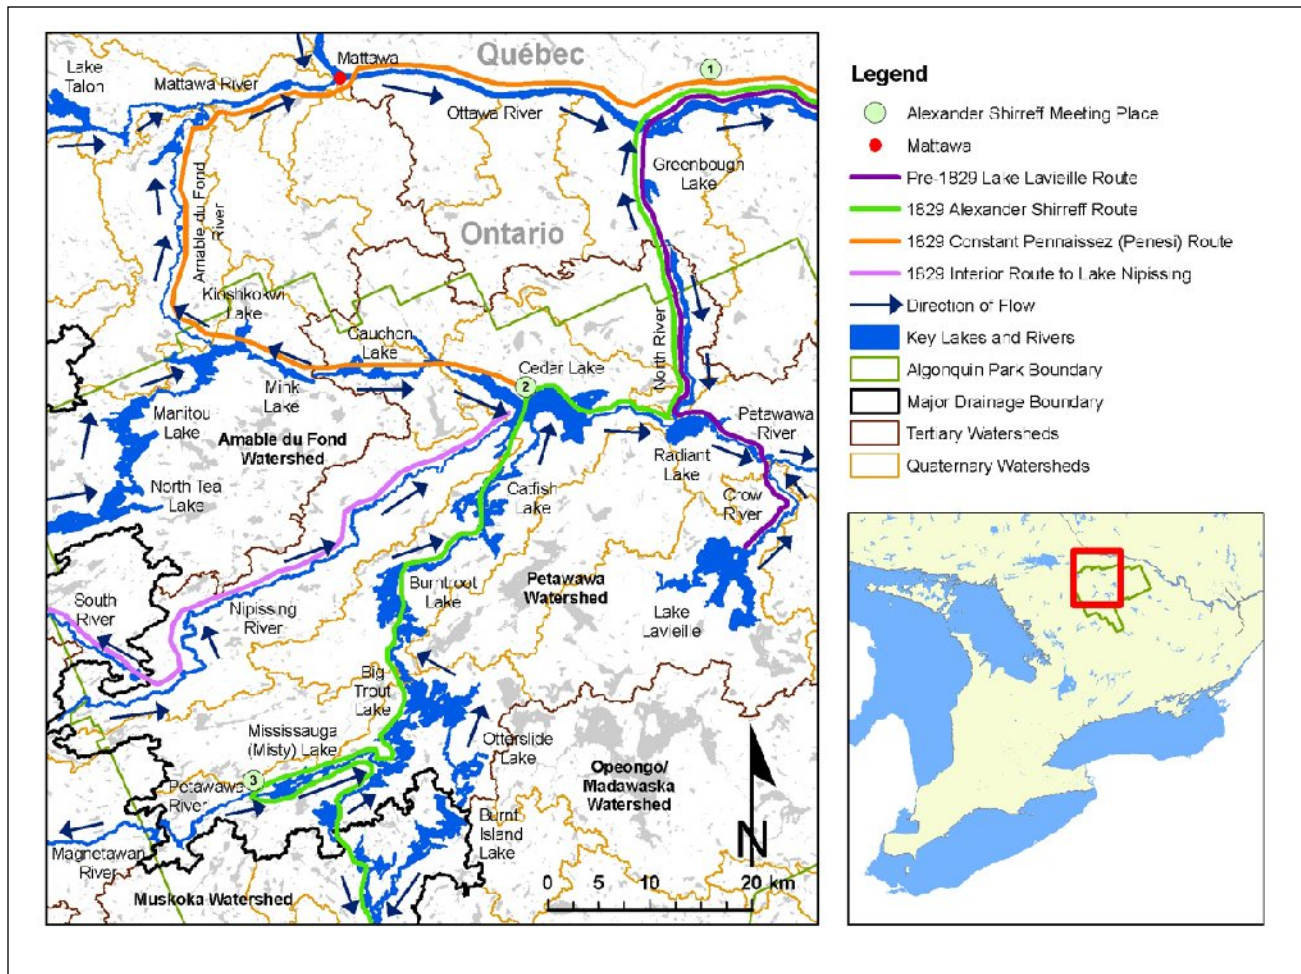 Québec
Mattawa
Lake
Talon
Mattawa River
1
Ottawa River
Greenbough
Lake
Amable du Fond
River
Ontario
Kioshkokwi
Lake
Cauchon
Lake
North River
Cedar Lake
2
Mink
Lake
Manitou
Lake
Amable du Fond
Watershed
Petawawa
River
Radiant
Lake
North Tea
Lake
Catfish
Lake
Crow
River
Petawawa
Watershed
Burntroot
Lake
South
River
Nipissing
River
Lake
Lavieille
Big
Trout
Lake
Mississauga
(Misty) Lake
Otterslide
Lake
3
Petawawa
River
Opeongo/
Madawaska
Watershed
Burnt
Island
Lake
Magnetawan
River
Muskoka Watershed
N
0 5 10 20 km
Legend
Alexander Shirreff Meeting Place
Mattawa
Pre-1829 Lake Lavieille Route
1829 Alexander Shirreff Route
1829 Constant Pennaissez (Penesi) Route
1829 Interior Route to Lake Nipissing
Direction of Flow
Key Lakes and Rivers
Algonquin Park Boundary
Major Drainage Boundary
Tertiary Watersheds
Quaternary Watersheds